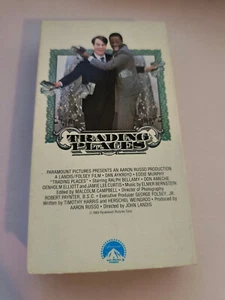 TRADING
PLACES
PARAMOUNT PICTURES PRESENTS AN AARON RUSSO PRODUCTION
A LANDIS/FOLSEY FILM • DAN AYKROYD • EDDIE MURPHY
"TRADING PLACES" • Starring RALPH BELLAMY • DON AMECHE
DENHOLM ELLIOTT and JAMIE LEE CURTIS • Music by ELMER BERNSTEIN
Edited by MALCOLM CAMPBELL • Director of Photography
ROBERT PAYNTER, B.S.C. • Executive Producer GEORGE FOLSEY, JR.
Written by TIMOTHY HARRIS and HERSCHEL WEINGROD • Produced by
AARON RUSSO • Directed by JOHN LANDIS